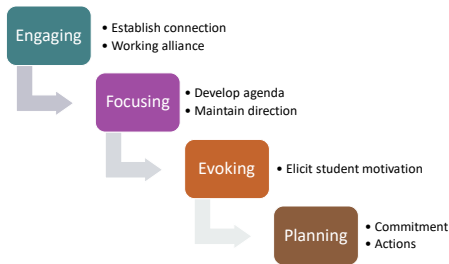 Engaging
• Establish connection
• Working alliance
Focusing
• Develop agenda
• Maintain direction
Evoking
• Elicit student motivation
Planning
• Commitment
• Actions